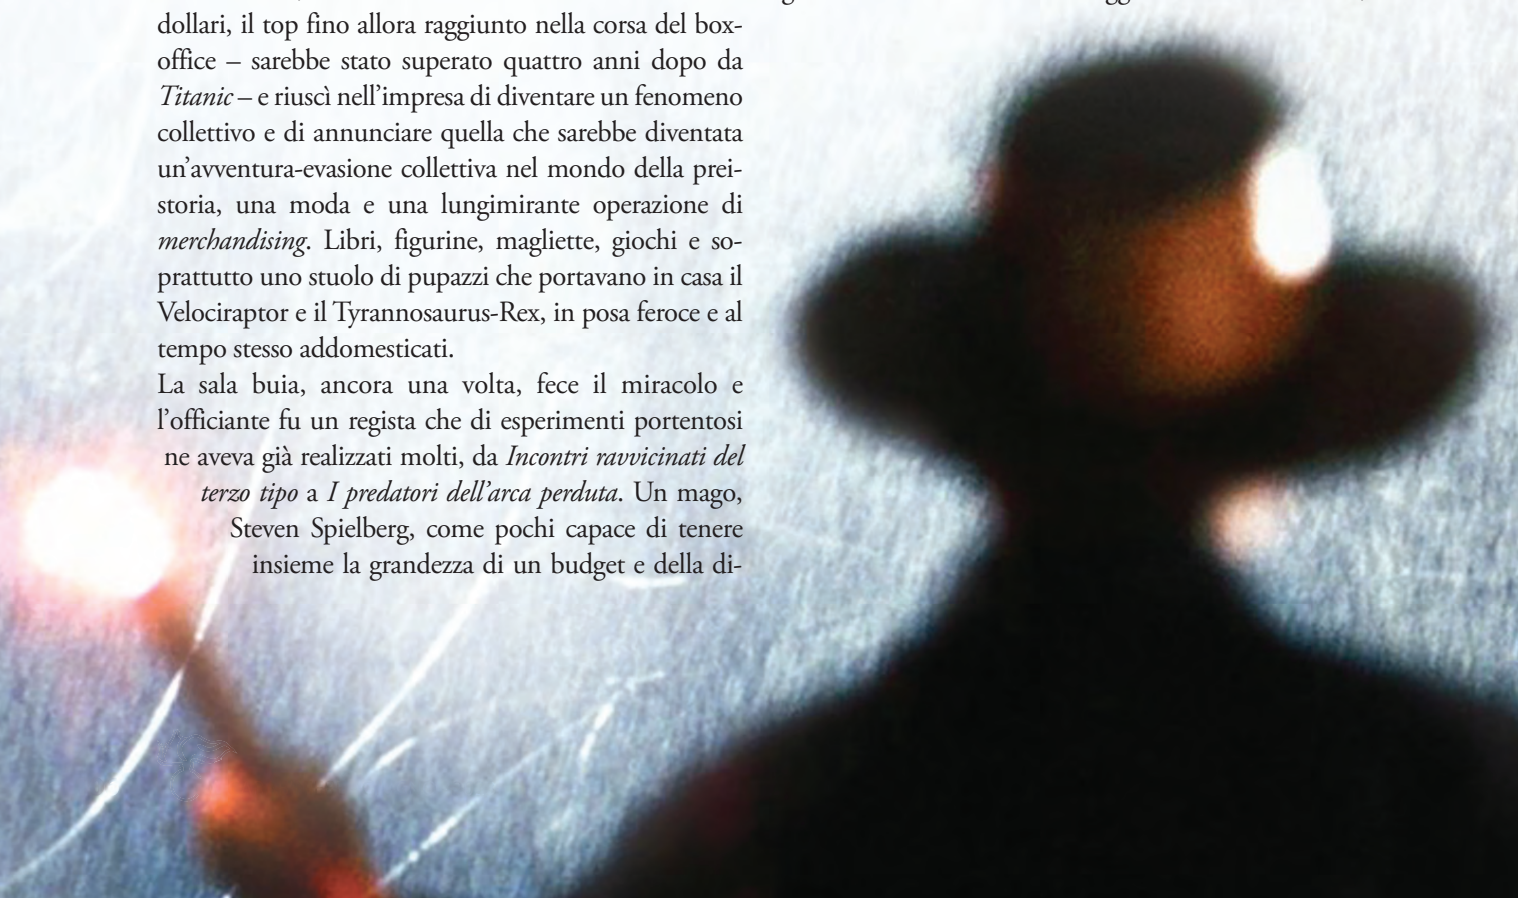 dollari, il top fino allora raggiunto nella corsa del box-
office – sarebbe stato superato quattro anni dopo da
Titanic – e riuscì nell’impresa di diventare un fenomeno
collettivo e di annunciare quella che sarebbe diventata
un’avventura-evasione collettiva nel mondo della prei-
storia, una moda e una lungimirante operazione di
merchandising. Libri, figurine, magliette, giochi e so-
prattutto uno stuolo di pupazzi che portavano in casa il
Velociraptor e il Tyrannosaurus-Rex, in posa feroce e al
tempo stesso addomesticati.
La sala buia, ancora una volta, fece il miracolo e
l’officiante fu un regista che di esperimenti portentosi
ne aveva già realizzati molti, da Incontri ravvicinati del
terzo tipo a I predatori dell’arca perduta. Un mago,
Steven Spielberg, come pochi capace di tenere
insieme la grandezza di un budget e della di-